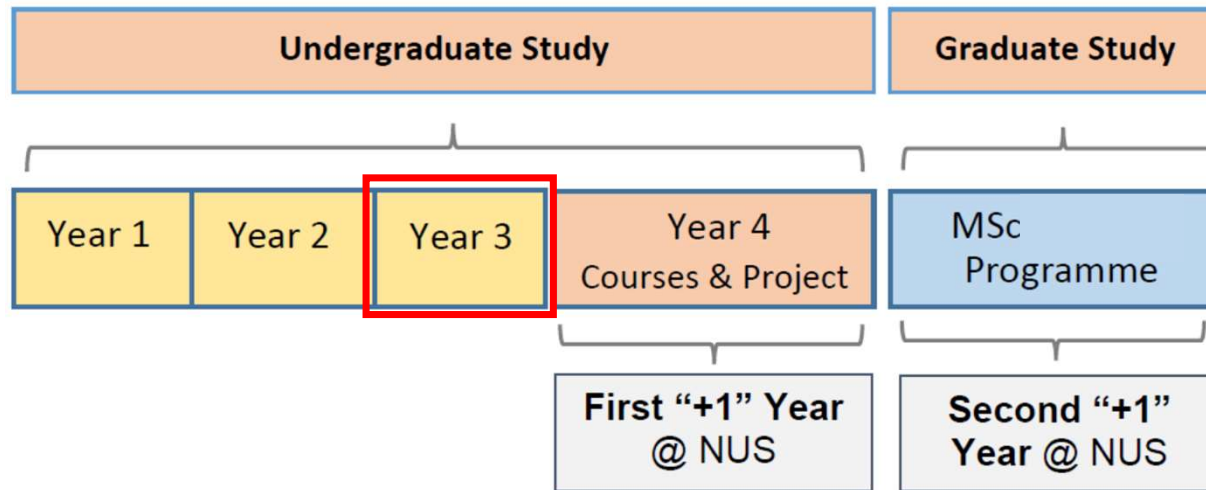 Undergraduate Study
Graduate Study
Year 1
Year 2
Year 3
Year 4
Courses & Project
MSc
Programme
First “+1” Year
@ NUS
Second “+1”
Year @ NUS